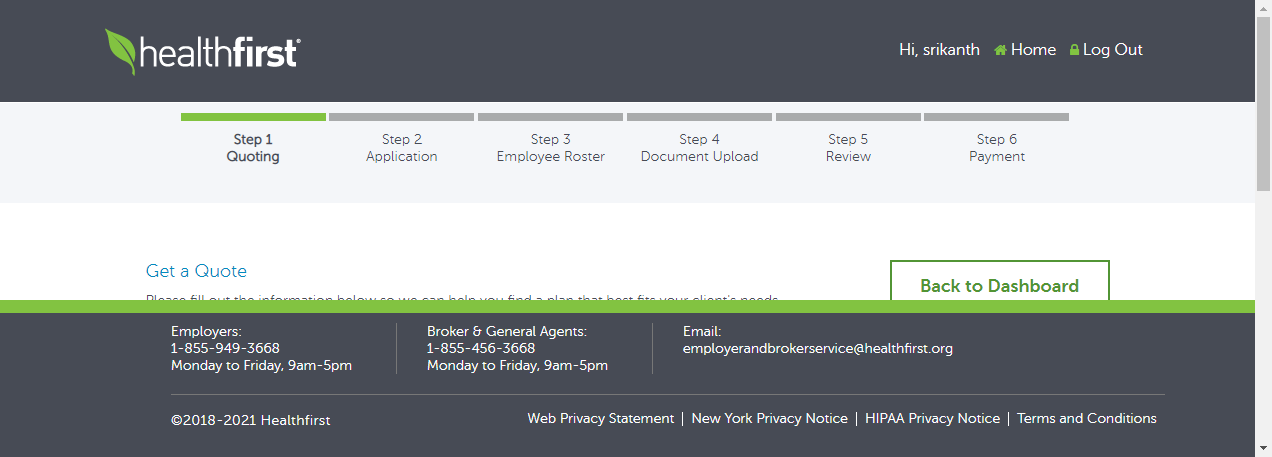 healthfirst®
Hi, srikanth Home Log Out
Step 1 Step 2 Step 3 Step 4 Step 5 Step 6
Quoting Application Employee Roster Document Upload Review Payment
Get a Quote
Back to Dashboard
Please fill out the information below so we can help you find a plan that best fits your client's needs
Employers: Broker & General Agents: Email:
1-855-949-3668 1-855-456-3668 employerandbrokerservice@healthfirst.org
Monday to Friday, 9am-5pm Monday to Friday, 9am-5pm
©2018-2021 Healthfirst Web Privacy Statement | New York Privacy Notice | HIPAA Privacy Notice | Terms and Conditions